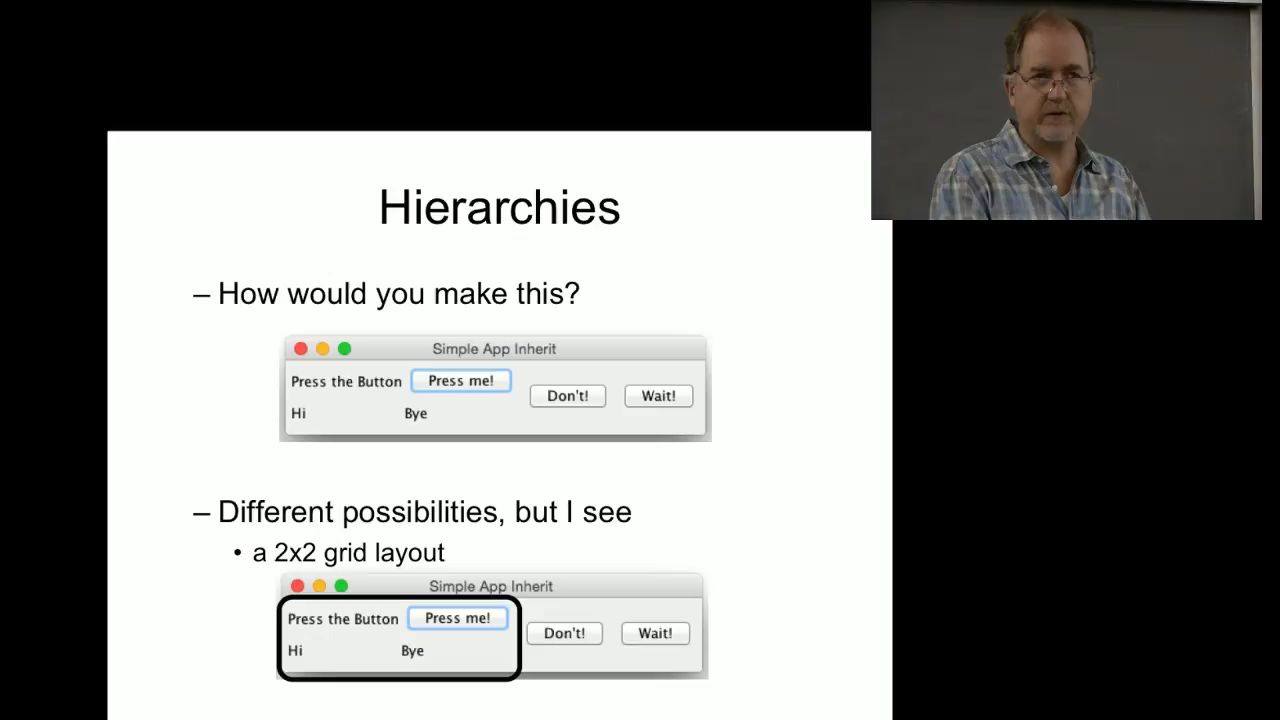 Hierarchies
– How would you make this?
Simple App Inherit
Press the Button Press me! Don't! Wait!
Hi Bye
– Different possibilities, but I see
• a 2x2 grid layout
Simple App Inherit
Press the Button Press me! Don't! Wait!
Hi Bye